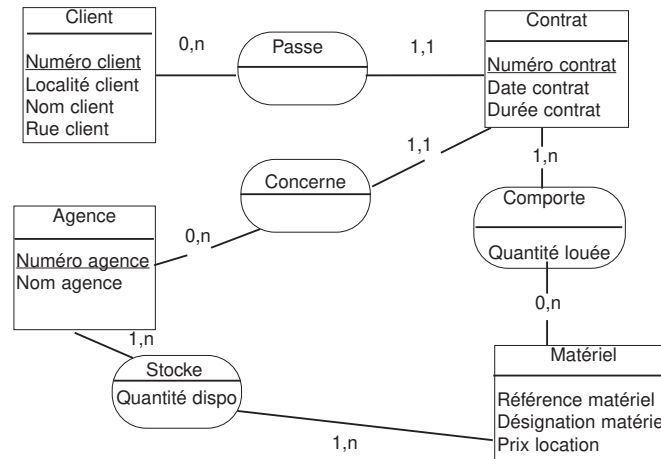 Client
Numéro client
Localité client
Nom client
Rue client
0,n
Passe
1,1
Contrat
Numéro contrat
Date contrat
Durée contrat
1,1
1,n
Concerne
Comporte
Quantité louée
Agence
Numéro agence
Nom agence
0,n
0,n
1,n
Stocke
Quantité dispo
1,n
Matériel
Référence matériel
Désignation matérie
Prix location